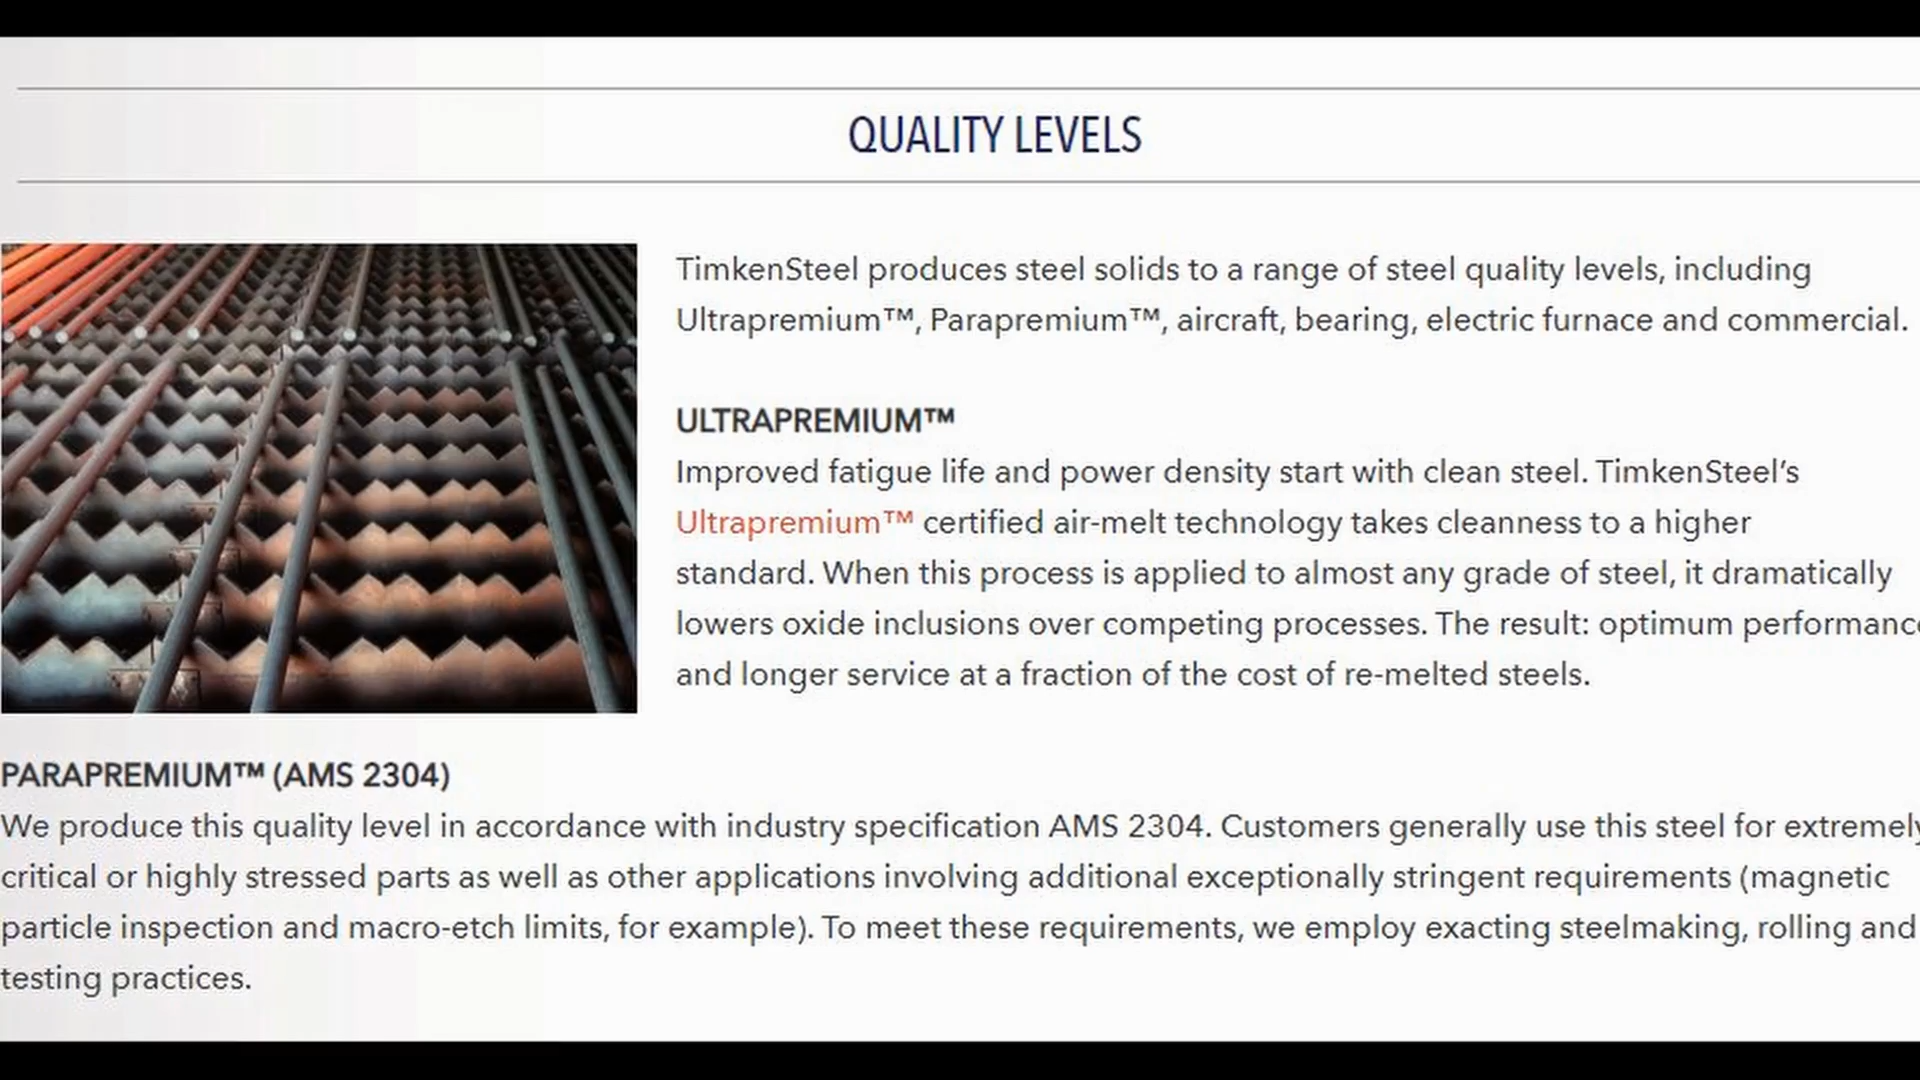 QUALITY LEVELS
TimkenSteel produces steel solids to a range of steel quality levels, including
Ultrapremium™, Parapremium™, aircraft, bearing, electric furnace and commercial.
ULTRAPREMIUM™
Improved fatigue life and power density start with clean steel. TimkenSteel’s
Ultrapremium™ certified air-melt technology takes cleanness to a higher
standard. When this process is applied to almost any grade of steel, it dramatically
lowers oxide inclusions over competing processes. The result: optimum performance
and longer service at a fraction of the cost of re-melted steels.
PARAPREMIUM™ (AMS 2304)
We produce this quality level in accordance with industry specification AMS 2304. Customers generally use this steel for extremely
critical or highly stressed parts as well as other applications involving additional exceptionally stringent requirements (magnetic
particle inspection and macro-etch limits, for example). To meet these requirements, we employ exacting steelmaking, rolling and
testing practices.